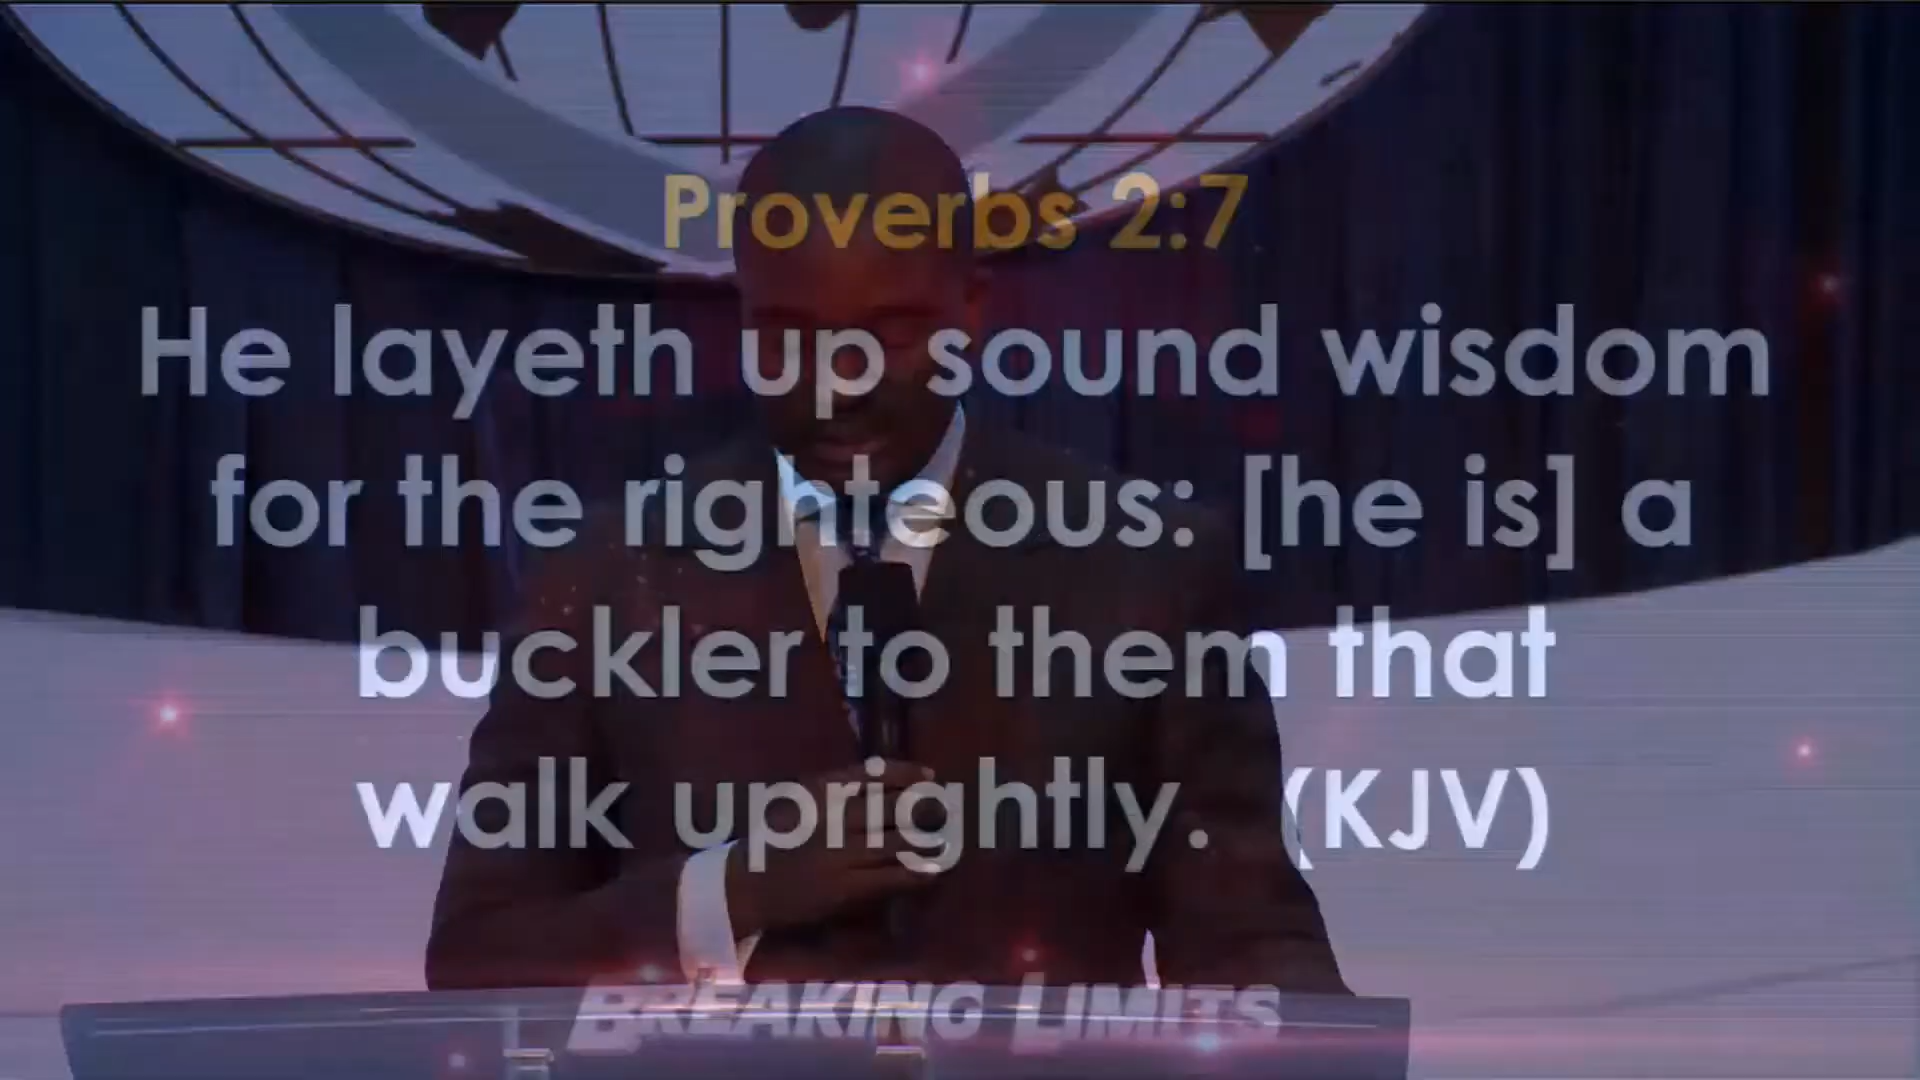 Proverbs 2:7
He layeth up sound wisdom
for the righteous: [he is] a
buckler to them that
walk uprightly. (KJV)
BREAKING LIMITS